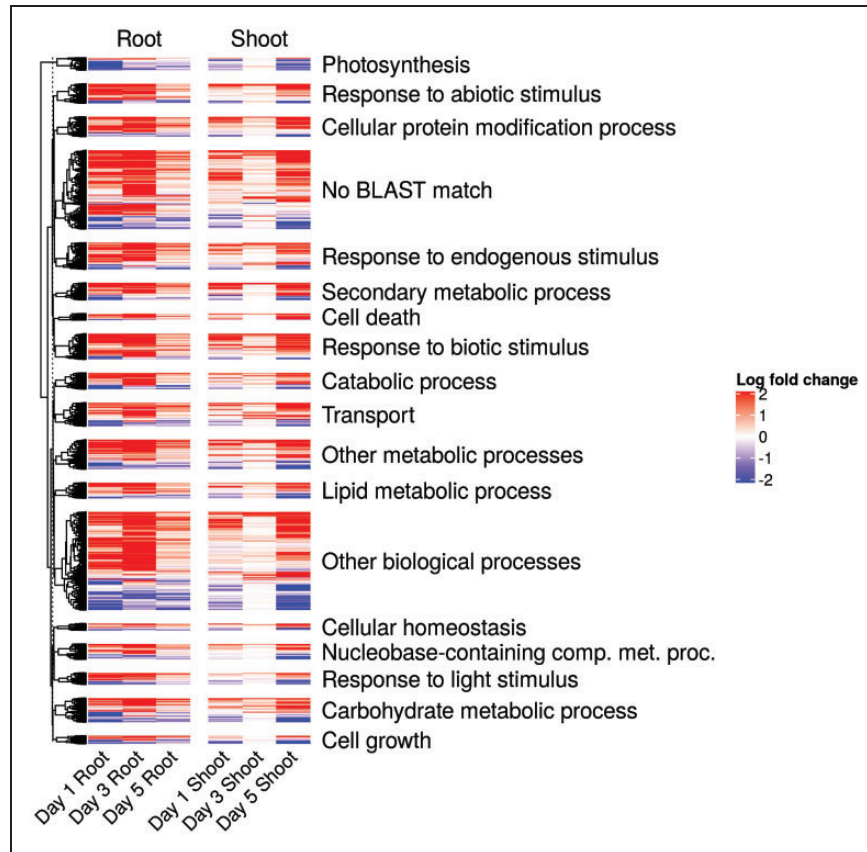 Root Shoot
Photosynthesis
Response to abiotic stimulus
Cellular protein modification process
No BLAST match
Response to endogenous stimulus
Secondary metabolic process
Cell death
Response to biotic stimulus
Catabolic process
Transport
Other metabolic processes
Lipid metabolic process
Other biological processes
Cellular homeostasis
Nucleobase-containing comp. met. proc.
Response to light stimulus
Carbohydrate metabolic process
Cell growth
Day 1 Root
Day 3 Root
Day 5 Root
Day 1 Shoot
Day 3 Shoot
Day 5 Shoot
Log fold change
2
1
0
-1
-2